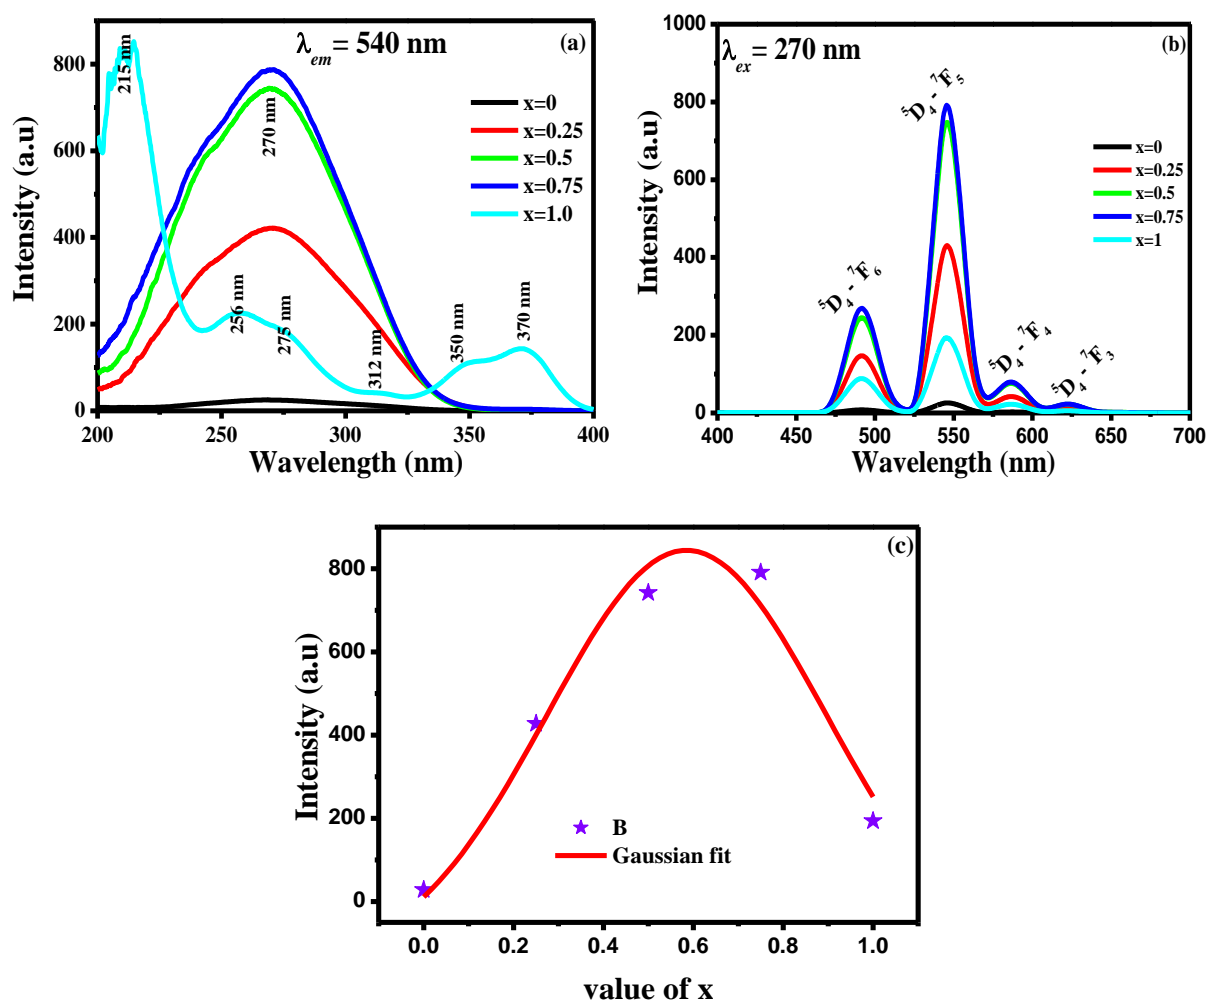 λem = 540 nm
(a)
215 nm
270 nm
256 nm
275 nm
312 nm
350 nm
370 nm
x=0
x=0.25
x=0.5
x=0.75
x=1.0
800
600
400
200
0
200
250
300
350
400
Intensity (a.u)
Wavelength (nm)
λex = 270 nm
(b)
⁵D₄ - ⁷F₆
⁵D₄ - ⁷F₅
⁵D₄ - ⁷F₄
⁵D₄ - ⁷F₃
x=0
x=0.25
x=0.5
x=0.75
x=1
1000
800
600
400
200
0
400
450
500
550
600
650
700
Intensity (a.u)
Wavelength (nm)
(c)
800
600
400
200
0
B
Gaussian fit
0.0
0.2
0.4
0.6
0.8
1.0
Intensity (a.u)
value of x